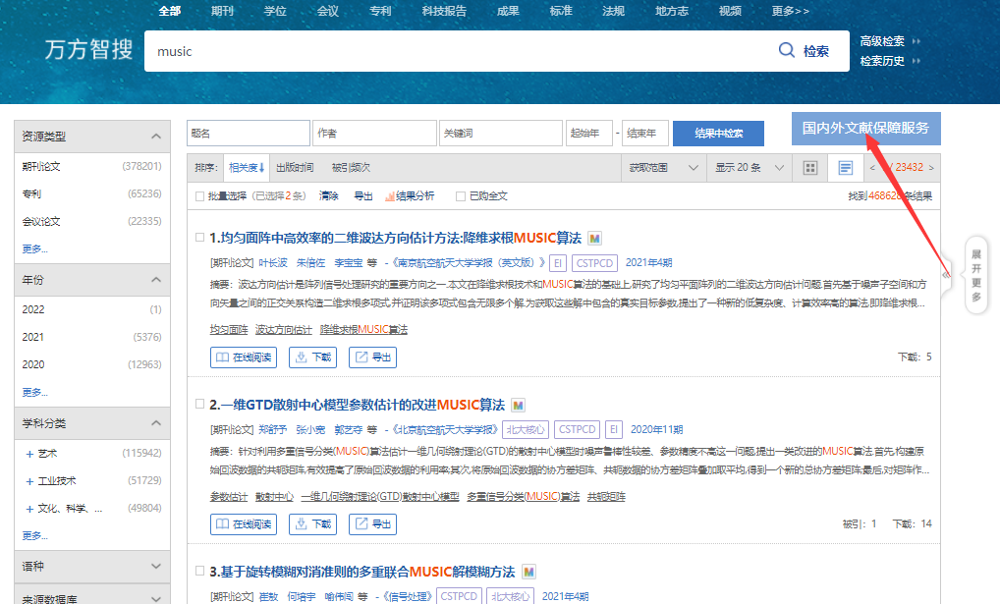 全部 期刊 学位 会议 专利 科技报告 成果 标准 法规 地方志 视频 更多>>
万方智搜 music 检索 高级检索
检索历史
资源类型
期刊论文 (378201)
专利 (65236)
会议论文 (22335)
更多...
年份
2022 (1)
2021 (5376)
2020 (12963)
更多...
学科分类
+ 艺术 (115942)
+ 工业技术 (51729)
+ 文化、科学、... (49804)
更多...
语种
来源数据库
题名 作者 关键词 起始年 - 结束年 结果中检索 国内外文献保障服务
排序: 相关度 出版时间 被引频次 获取范围 显示 20 条 < / 23432 >
批量选择 (已选择2 条) 清除 导出 结果分析 已购全文 找到468628条结果
1.均匀面阵中高效率的二维波达方向估计方法:降维求根MUSIC算法 M
[期刊论文] 叶长波 朱倍佐 李宝宝 等 -《南京航空航天大学学报（英文版）》 EI CSTPCD 2021年4期
摘要：波达方向估计是阵列信号处理研究的重要方向之一.本文在降维求根技术和MUSIC算法的基础上,研究了均匀平面阵列的二维波达方向估计问题.首先基于噪声子空间和方
向矢量之间的正交关系构造二维求根多项式,并证明该多项式包含无限多个解.为获取这些解中包含的真实目标参数,提出了一种新的低复杂度、计算效率高的算法,即降维求根...
均匀面阵 波达方向估计 降维求根MUSIC算法
在线阅读 下载 导出 下载：5
2.一维GTD散射中心模型参数估计的改进MUSIC算法 M
[期刊论文] 郑舒予 张小宽 郭艺夺 等 -《北京航空航天大学学报》 北大核心 CSTPCD EI 2020年11期
摘要：针对利用多重信号分类(MUSIC)算法估计一维几何绕射理论(GTD)的散射中心模型时噪声鲁棒性较差、参数精度不高这一问题,提出一类改进的MUSIC算法.首先,构建原
始回波数据的共轭矩阵,有效提高了原始回波数据的利用率;其次,将原始回波数据的协方差矩阵、共轭数据的协方差矩阵叠加取平均,得到一个新的总协方差矩阵;最后,对矩阵作...
参数估计 散射中心 一维几何绕射理论(GTD)散射中心模型 多重信号分类(MUSIC)算法 共轭矩阵
在线阅读 下载 导出 被引：1 下载：14
3.基于旋转模糊对消准则的多重联合MUSIC解模糊方法 M
[期刊论文] 崔敖 何培宇 喻伟闯 等 -《信号处理》 CSTPCD 北大核心 2021年4期
展开更多